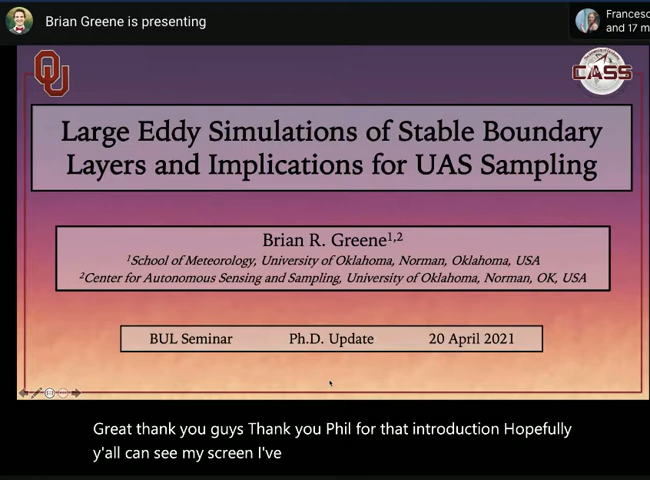 Brian Greene is presenting
Francesc
and 17 m
OU
CASS
Large Eddy Simulations of Stable Boundary
Layers and Implications for UAS Sampling
Brian R. Greene1,2
1School of Meteorology, University of Oklahoma, Norman, Oklahoma, USA
2Center for Autonomous Sensing and Sampling, University of Oklahoma, Norman, OK, USA
BUL Seminar Ph.D. Update 20 April 2021
Great thank you guys Thank you Phil for that introduction Hopefully
y'all can see my screen I've